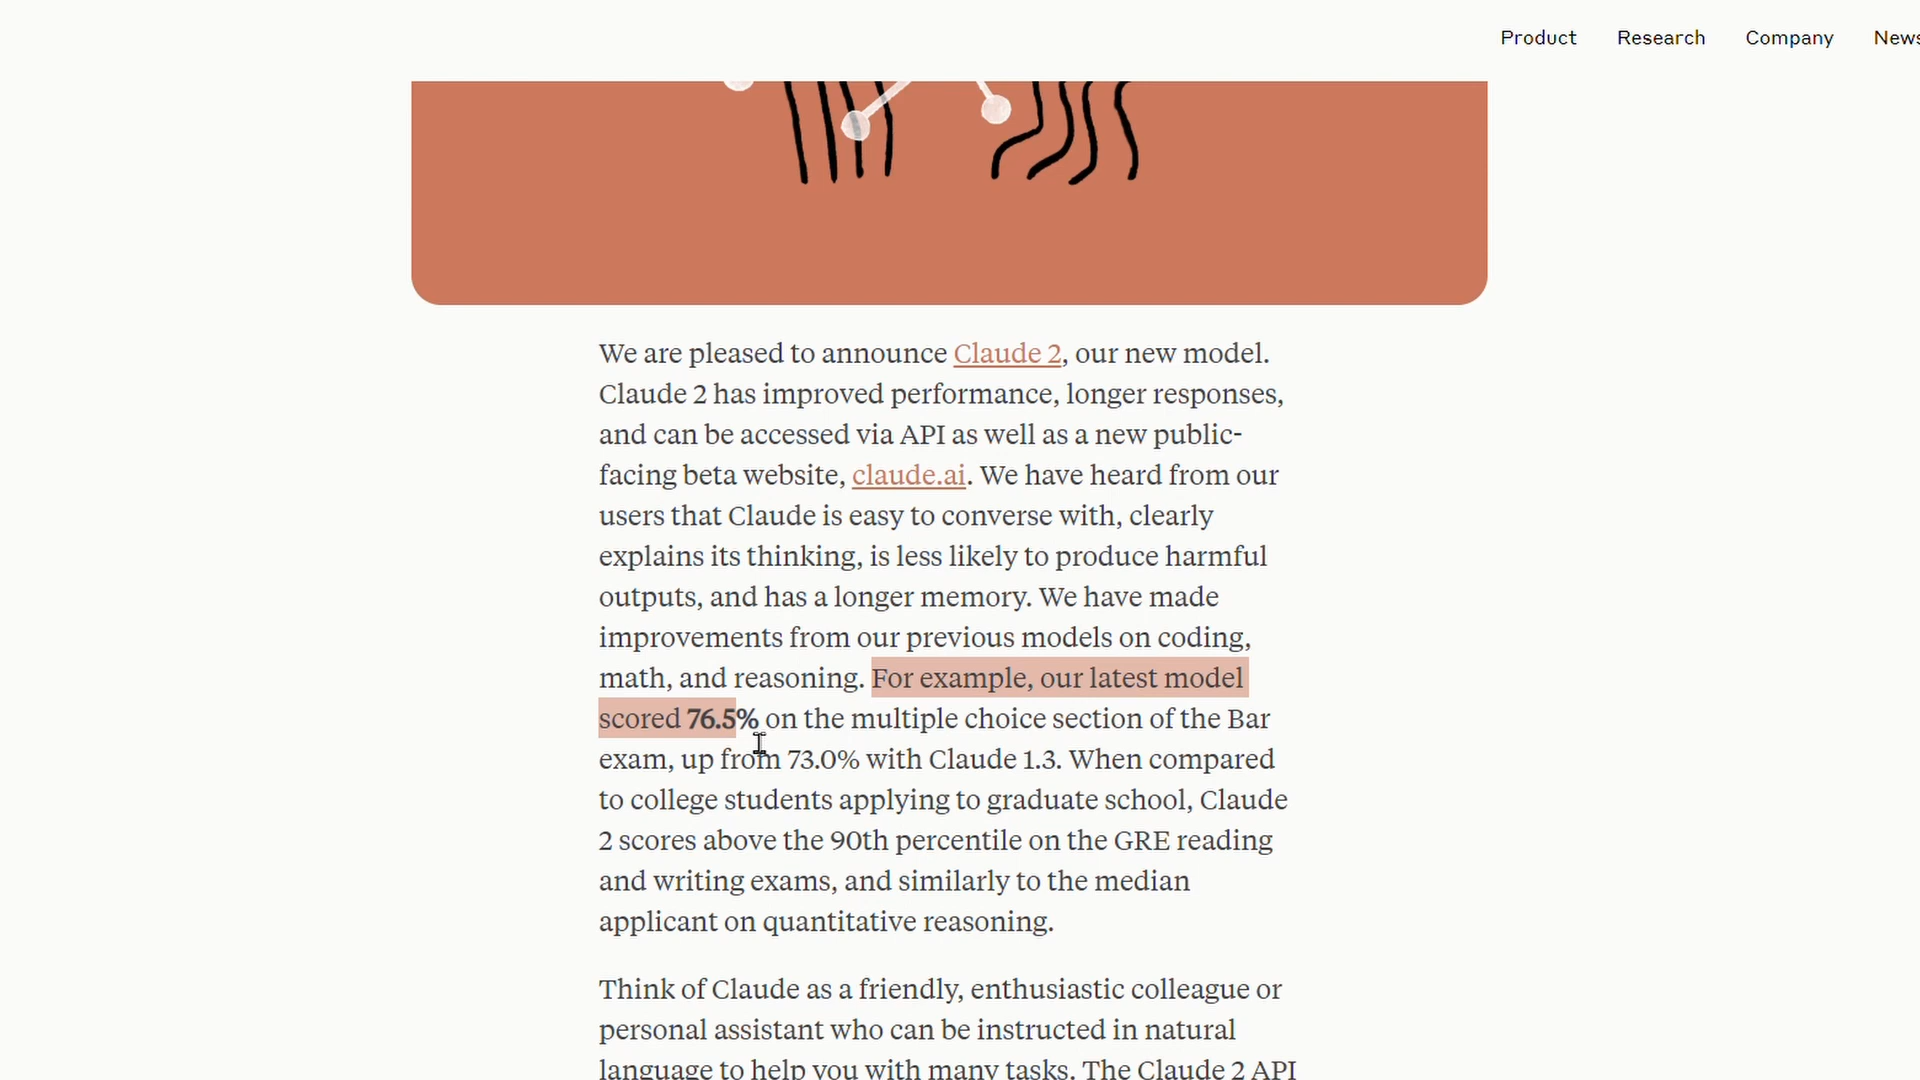 Product Research Company News
We are pleased to announce Claude 2, our new model.
Claude 2 has improved performance, longer responses,
and can be accessed via API as well as a new public-
facing beta website, claude.ai. We have heard from our
users that Claude is easy to converse with, clearly
explains its thinking, is less likely to produce harmful
outputs, and has a longer memory. We have made
improvements from our previous models on coding,
math, and reasoning. For example, our latest model
scored 76.5% on the multiple choice section of the Bar
exam, up from 73.0% with Claude 1.3. When compared
to college students applying to graduate school, Claude
2 scores above the 90th percentile on the GRE reading
and writing exams, and similarly to the median
applicant on quantitative reasoning.
Think of Claude as a friendly, enthusiastic colleague or
personal assistant who can be instructed in natural
language to help you with many tasks. The Claude 2 API